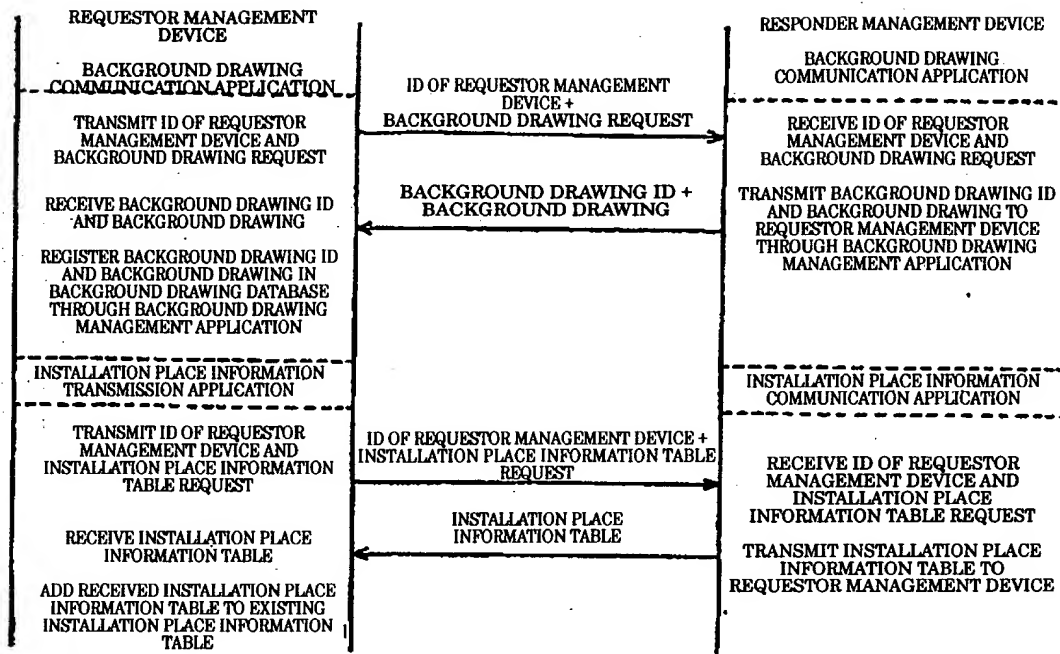 REQUESTOR MANAGEMENT
DEVICE
BACKGROUND DRAWING
COMMUNICATION APPLICATION
TRANSMIT ID OF REQUESTOR
MANAGEMENT DEVICE AND
BACKGROUND DRAWING REQUEST
RECEIVE BACKGROUND DRAWING ID
AND BACKGROUND DRAWING
REGISTER BACKGROUND DRAWING ID
AND BACKGROUND DRAWING IN
BACKGROUND DRAWING DATABASE
THROUGH BACKGROUND DRAWING
MANAGEMENT APPLICATION
INSTALLATION PLACE INFORMATION
TRANSMISSION APPLICATION
TRANSMIT ID OF REQUESTOR
MANAGEMENT DEVICE AND
INSTALLATION PLACE INFORMATION
TABLE REQUEST
RECEIVE INSTALLATION PLACE
INFORMATION TABLE
ADD RECEIVED INSTALLATION PLACE
INFORMATION TABLE TO EXISTING
INSTALLATION PLACE INFORMATION
TABLE
ID OF REQUESTOR MANAGEMENT
DEVICE +
BACKGROUND DRAWING REQUEST
BACKGROUND DRAWING ID +
BACKGROUND DRAWING
ID OF REQUESTOR MANAGEMENT DEVICE +
INSTALLATION PLACE INFORMATION TABLE
REQUEST
INSTALLATION PLACE
INFORMATION TABLE
RESPONDER MANAGEMENT DEVICE
BACKGROUND DRAWING
COMMUNICATION APPLICATION
RECEIVE ID OF REQUESTOR
MANAGEMENT DEVICE AND
BACKGROUND DRAWING REQUEST
TRANSMIT BACKGROUND DRAWING ID
AND BACKGROUND DRAWING TO
REQUESTOR MANAGEMENT DEVICE
THROUGH BACKGROUND DRAWING
MANAGEMENT APPLICATION
INSTALLATION PLACE INFORMATION
COMMUNICATION APPLICATION
RECEIVE ID OF REQUESTOR
MANAGEMENT DEVICE AND
INSTALLATION PLACE
INFORMATION TABLE REQUEST
TRANSMIT INSTALLATION PLACE
INFORMATION TABLE TO
REQUESTOR MANAGEMENT DEVICE